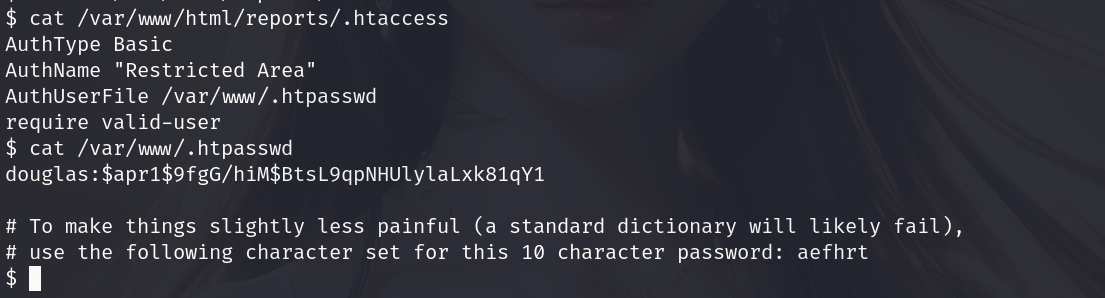 $ cat /var/www/html/reports/.htaccess
AuthType Basic
AuthName "Restricted Area"
AuthUserFile /var/www/.htpasswd
require valid-user
$ cat /var/www/.htpasswd
douglas:$apr1$9fgG/hiM$BtsL9qpNHUlylaLxk81qY1

# To make things slightly less painful (a standard dictionary will likely fail),
# use the following character set for this 10 character password: aefhrt
$